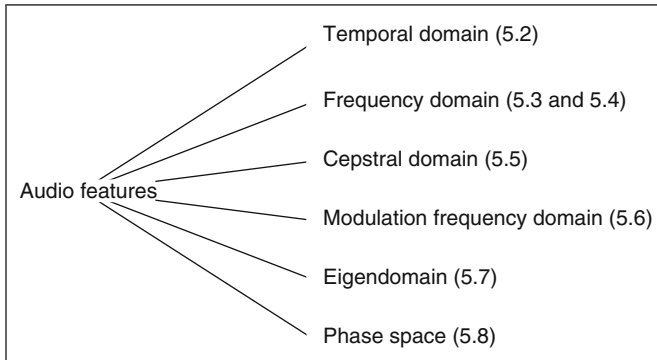 Temporal domain (5.2)
Frequency domain (5.3 and 5.4)
Cepstral domain (5.5)
Audio features
Modulation frequency domain (5.6)
Eigendomain (5.7)
Phase space (5.8)